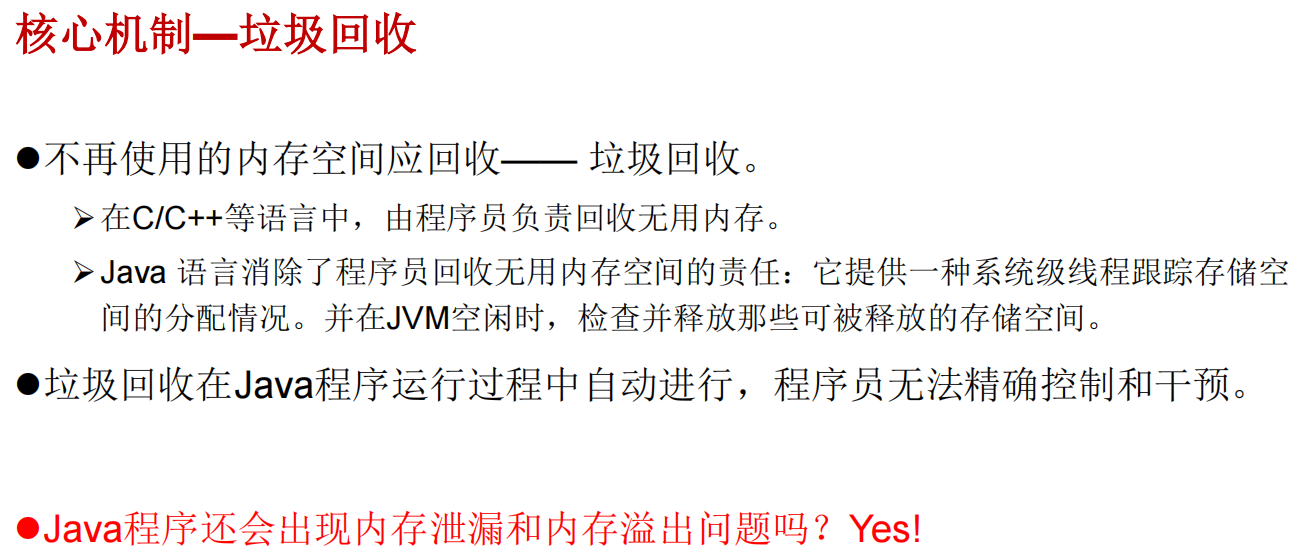 核心机制—垃圾回收
●不再使用的内存空间应回收—— 垃圾回收。
➢在C/C++等语言中，由程序员负责回收无用内存。
➢Java 语言消除了程序员回收无用内存空间的责任：它提供一种系统级线程跟踪存储空
间的分配情况。并在JVM空闲时，检查并释放那些可被释放的存储空间。
●垃圾回收在Java程序运行过程中自动进行，程序员无法精确控制和干预。
●Java程序还会出现内存泄漏和内存溢出问题吗？Yes!